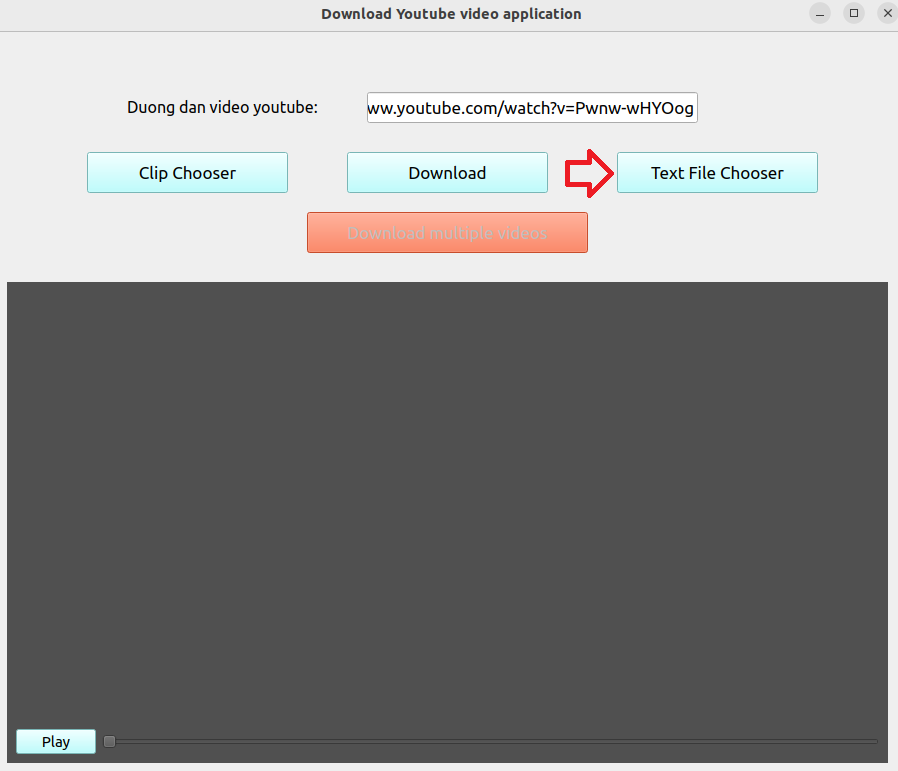 Download Youtube video application
Duong dan video youtube: ww.youtube.com/watch?v=Pwnw-wHYOog
Clip Chooser Download Text File Chooser
Download multiple videos
Play